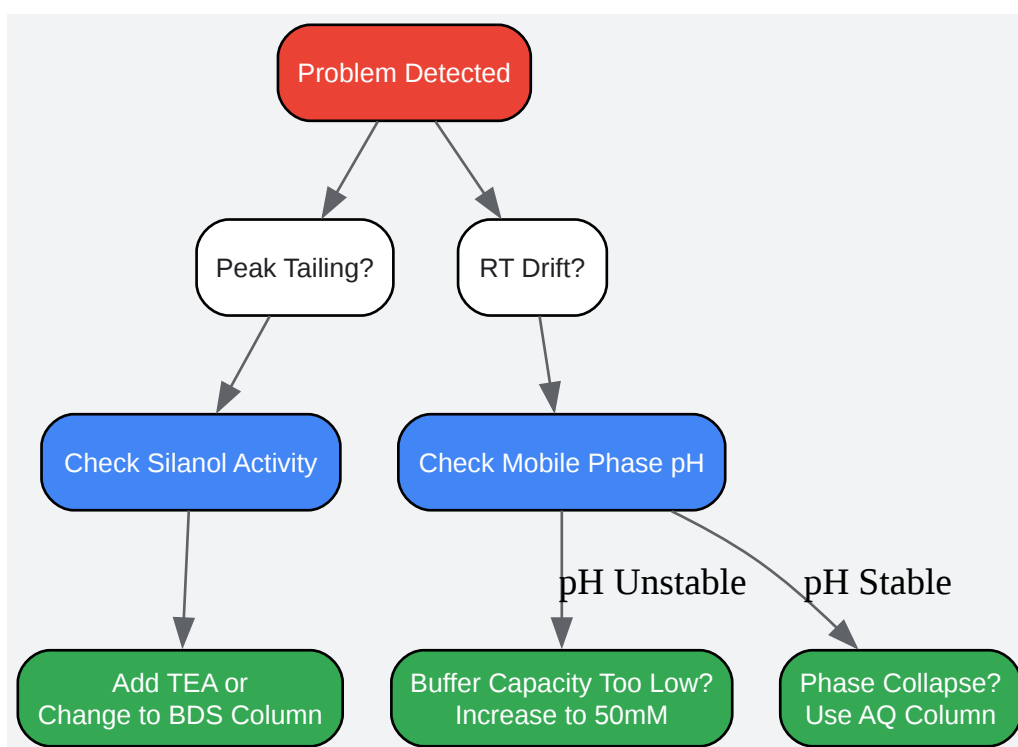 Problem Detected
Peak Tailing?
RT Drift?
Check Silanol Activity
Check Mobile Phase pH
pH Unstable
pH Stable
Add TEA or
Change to BDS Column
Buffer Capacity Too Low?
Increase to 50mM
Phase Collapse?
Use AQ Column